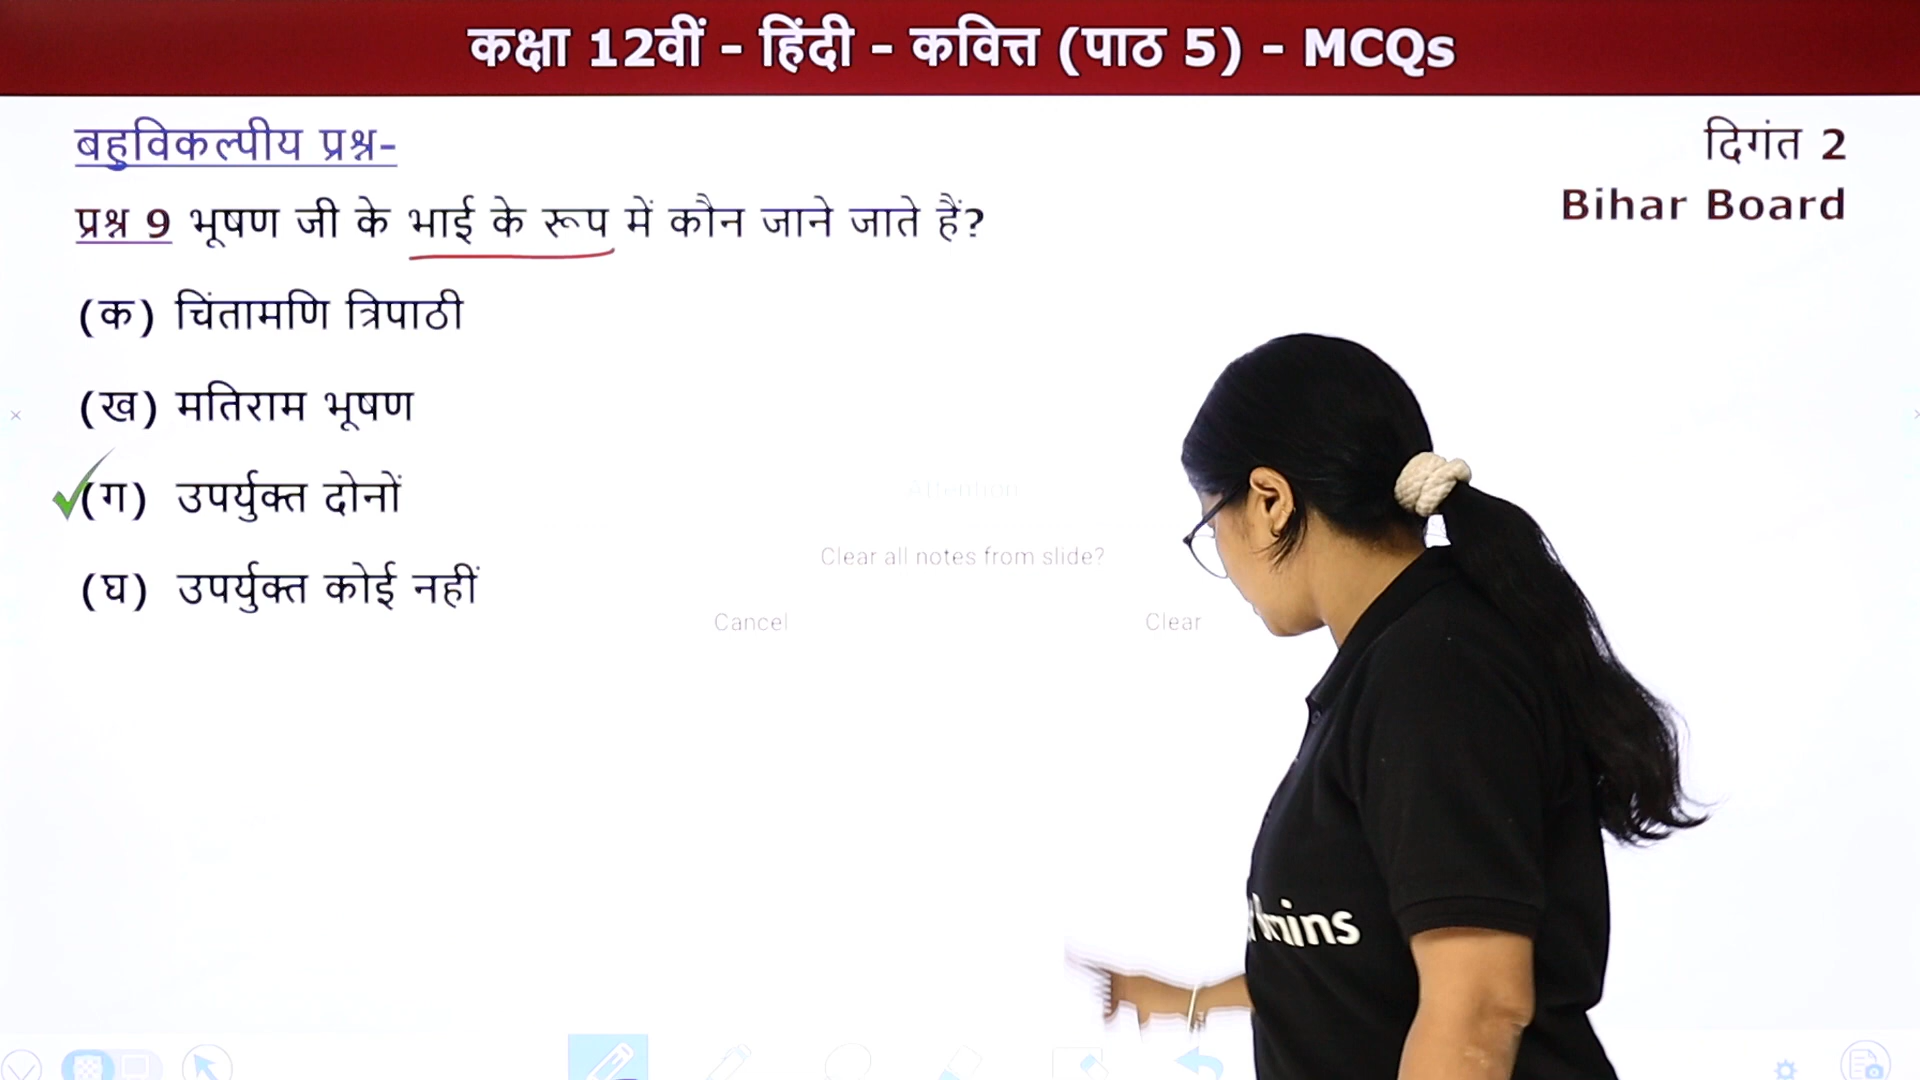 कक्षा 12वीं - हिंदी - कवित्त (पाठ 5) - MCQs
बहुविकल्पीय प्रश्न-
दिगंत 2
Bihar Board
प्रश्न 9 भूषण जी के भाई के रूप में कौन जाने जाते हैं?
(क) चिंतामणि त्रिपाठी
(ख) मतिराम भूषण
(ग) उपर्युक्त दोनों
(घ) उपर्युक्त कोई नहीं
Attention
Clear all notes from slide?
Cancel
Clear